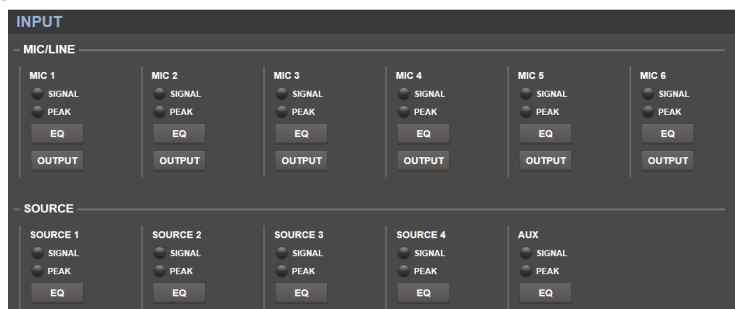 INPUT
MIC/LINE
MIC 1 MIC 2 MIC 3 MIC 4 MIC 5 MIC 6
SIGNAL SIGNAL SIGNAL SIGNAL SIGNAL SIGNAL
PEAK PEAK PEAK PEAK PEAK PEAK
EQ EQ EQ EQ EQ EQ
OUTPUT OUTPUT OUTPUT OUTPUT OUTPUT OUTPUT
SOURCE
SOURCE 1 SOURCE 2 SOURCE 3 SOURCE 4 AUX
SIGNAL SIGNAL SIGNAL SIGNAL SIGNAL
PEAK PEAK PEAK PEAK PEAK
EQ EQ EQ EQ EQ